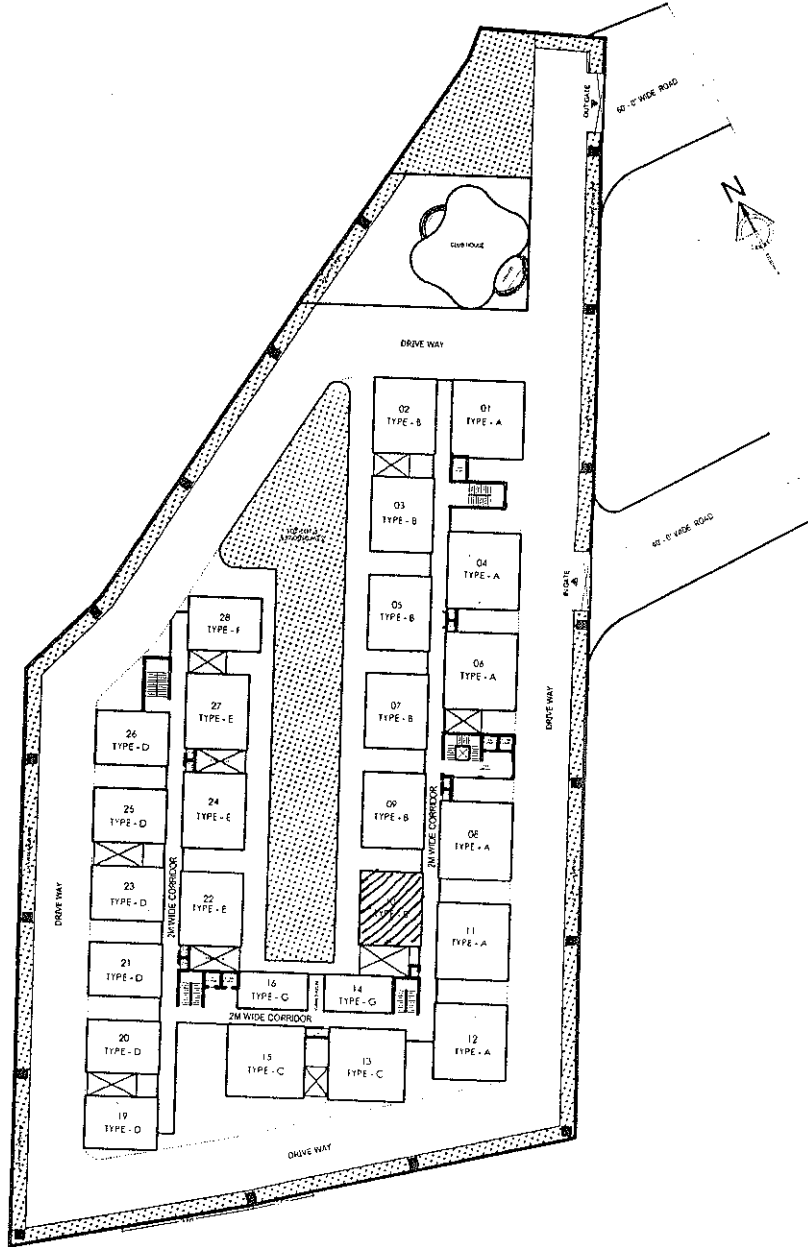 60'-0" WIDE ROAD
OUTGATE
N
CLUB HOUSE
DRIVE WAY
02
TYPE - B
01
TYPE - A
03
TYPE - B
04
TYPE - A
60'-0" WIDE ROAD
INGATE
05
TYPE - B
28
TYPE - F
06
TYPE - A
27
TYPE - E
07
TYPE - B
DRIVE WAY
26
TYPE - D
24
TYPE - E
09
TYPE - B
2M WIDE CORRIDOR
08
TYPE - A
25
TYPE - D
23
TYPE - D
DRIVE WAY
2M WIDE CORRIDOR
22
TYPE - E
11
TYPE - A
21
TYPE - D
16
TYPE - G
14
TYPE - G
2M WIDE CORRIDOR
20
TYPE - D
15
TYPE - C
13
TYPE - C
12
TYPE - A
19
TYPE - D
DRIVE WAY